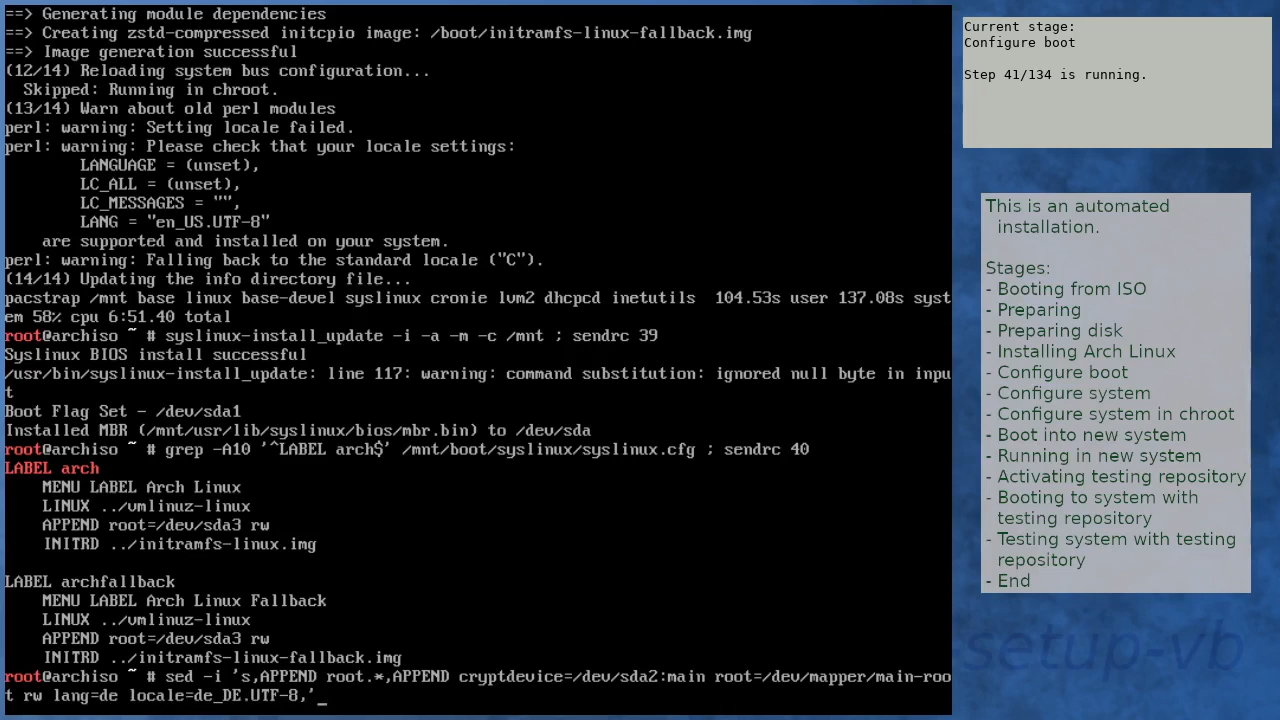 ==> Generating module dependencies
==> Creating zstd-compressed initcpio image: /boot/initramfs-linux-fallback.img
==> Image generation successful
(12/14) Reloading system bus configuration...
  Skipped: Running in chroot.
(13/14) Warn about old perl modules
perl: warning: Setting locale failed.
perl: warning: Please check that your locale settings:
        LANGUAGE = (unset),
        LC_ALL = (unset),
        LC_MESSAGES = "",
        LANG = "en_US.UTF-8"
    are supported and installed on your system.
perl: warning: Falling back to the standard locale ("C").
(14/14) Updating the info directory file...
pacstrap /mnt base linux base-devel syslinux cronie lvm2 dhcpcd inetutils  104.53s user 137.08s syst
em 58% cpu 6:51.40 total
root@archiso ~ # syslinux-install_update -i -a -m -c /mnt ; sendrc 39
Syslinux BIOS install successful
/usr/bin/syslinux-install_update: line 117: warning: command substitution: ignored null byte in inpu
t
Boot Flag Set - /dev/sda1
Installed MBR (/mnt/usr/lib/syslinux/bios/mbr.bin) to /dev/sda
root@archiso ~ # grep -A10 '^LABEL arch$' /mnt/boot/syslinux/syslinux.cfg ; sendrc 40
LABEL arch
    MENU LABEL Arch Linux
    LINUX ../vmlinuz-linux
    APPEND root=/dev/sda3 rw
    INITRD ../initramfs-linux.img

LABEL archfallback
    MENU LABEL Arch Linux Fallback
    LINUX ../vmlinuz-linux
    APPEND root=/dev/sda3 rw
    INITRD ../initramfs-linux-fallback.img
root@archiso ~ # sed -i 's,APPEND root.*,APPEND cryptdevice=/dev/sda2:main root=/dev/mapper/main-roo
t rw lang=de locale=de_DE.UTF-8,'_
Current stage:
Configure boot

Step 41/134 is running.
This is an automated
installation.

Stages:
- Booting from ISO
- Preparing
- Preparing disk
- Installing Arch Linux
- Configure boot
- Configure system
- Configure system in chroot
- Boot into new system
- Running in new system
- Activating testing repository
- Booting to system with
testing repository
- Testing system with testing
repository
- End
setup-vb